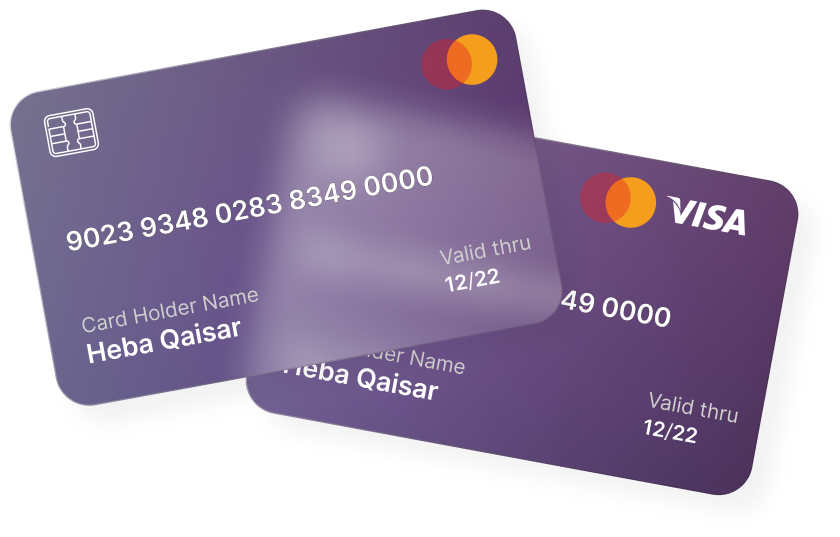 9023 9348 0283 8349 0000
Valid thru
12/22
Card Holder Name
Heba Qaisar
VISA
49 0000
Name
Heba Qaisar
Valid thru
12/22